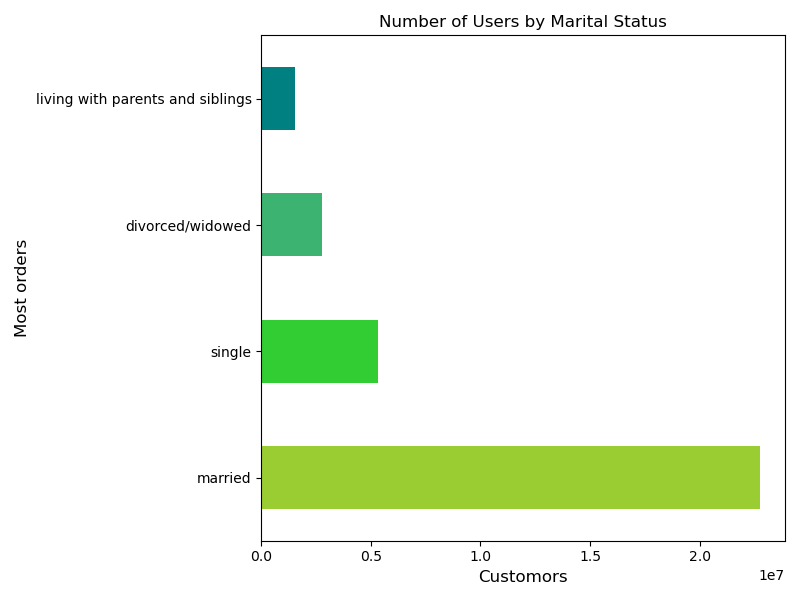 Number of Users by Marital Status
living with parents and siblings
divorced/widowed
single
married
Most orders
0.0 0.5 1.0 1.5 2.0
1e7
Customors